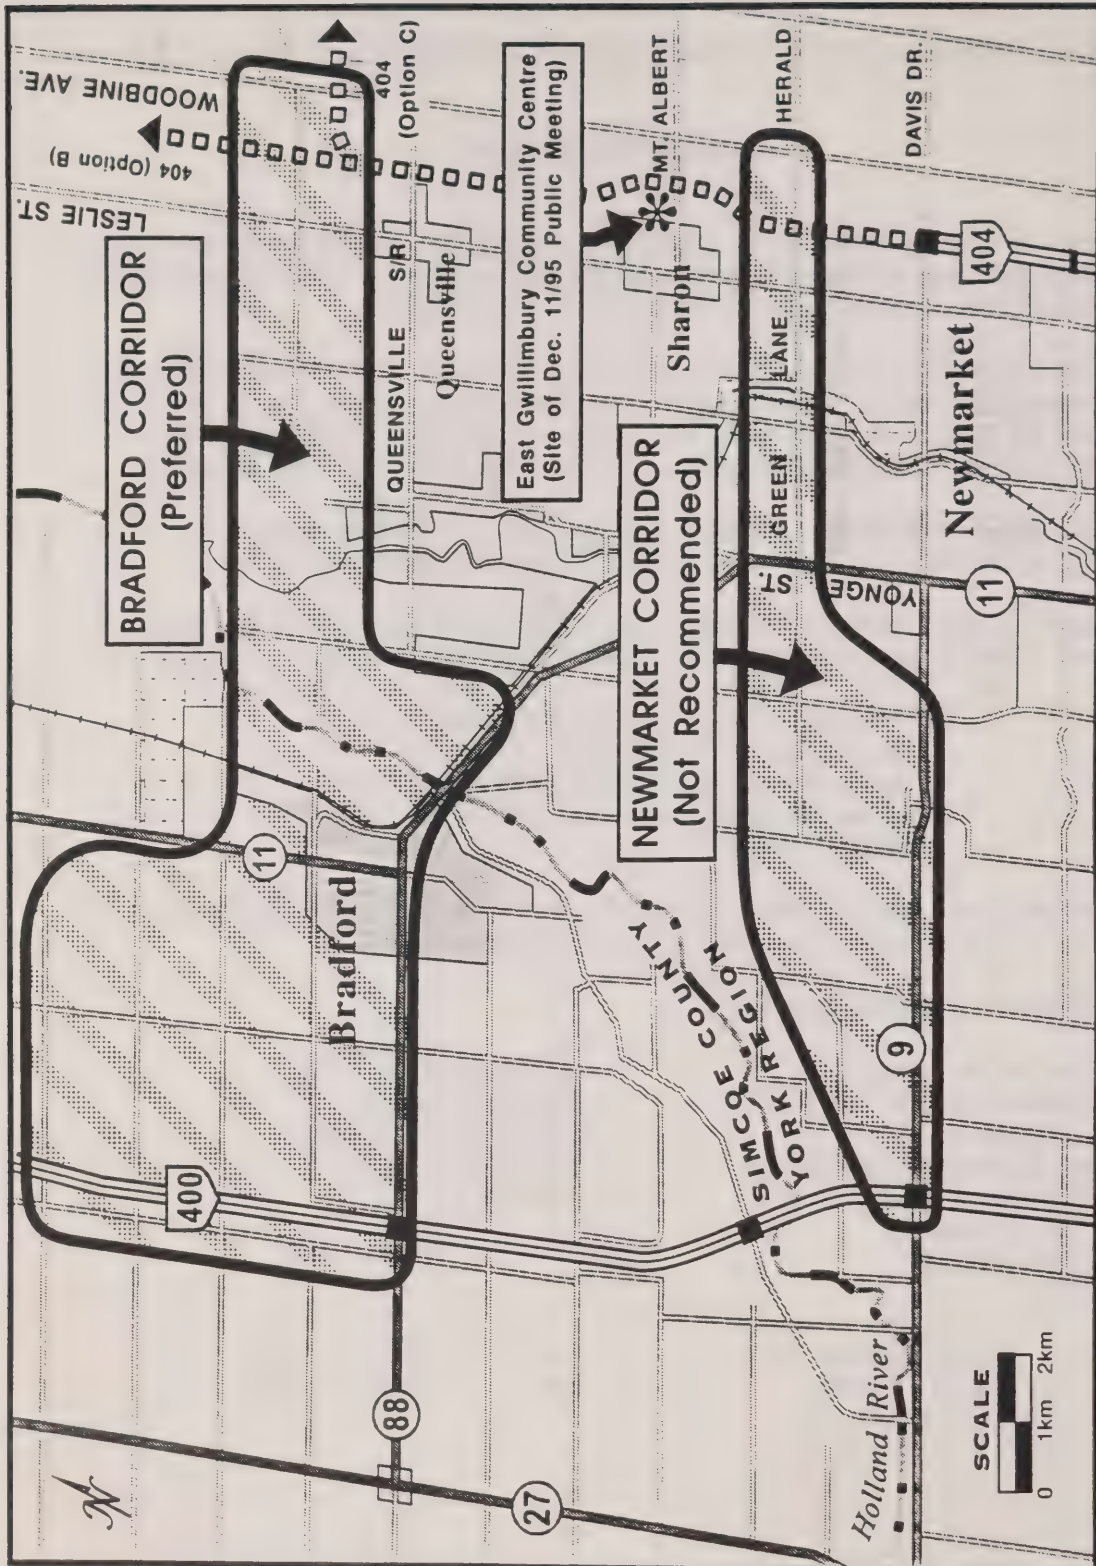 BRADFORD CORRIDOR
(Preferred)
WOODBINE AVE.
404 (Option B)
LESLIE ST.
404
(Option C)
QUEENSVILLE S/R
Queensville
East Gwillimbury Community Centre
(Site of Dec. 11/95 Public Meeting)
MT. ALBERT
Sharon
HERALD
DAVIS DR.
404
NEWMARKET CORRIDOR
(Not Recommended)
GREEN LANE
YONGE ST.
Newmarket
11
11
Bradford
400
88
27
SIMCOE COUNTY
YORK REGION
9
Holland River
N
SCALE
0 1km 2km